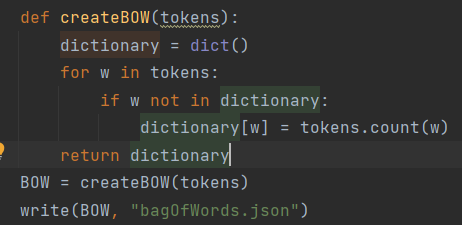 def createBOW(tokens):
    dictionary = dict()
    for w in tokens:
        if w not in dictionary:
            dictionary[w] = tokens.count(w)
    return dictionary
BOW = createBOW(tokens)
write(BOW, "bagOfWords.json")